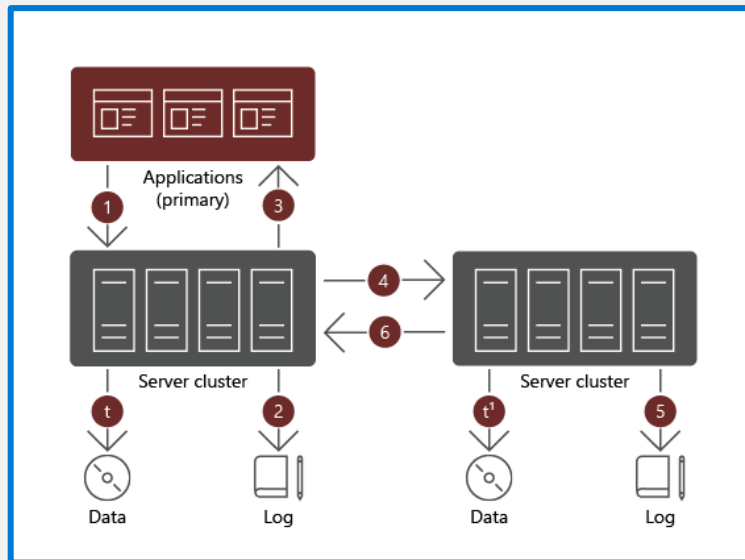 Applications
(primary)
1
3
4
6
Server cluster
Server cluster
t
2
t¹
5
Data
Log
Data
Log